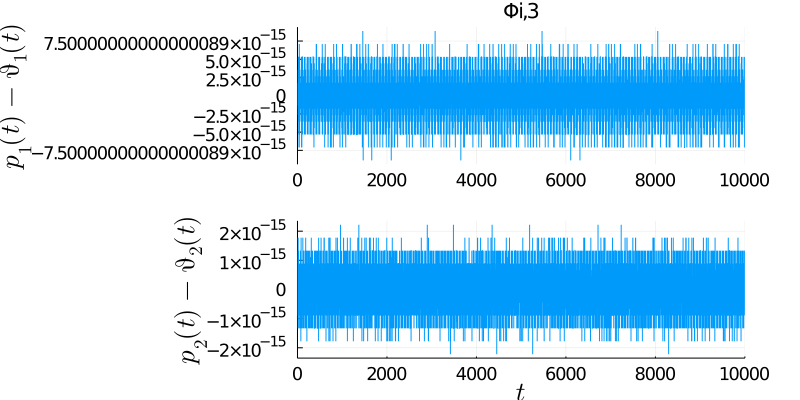 Φi,3
p₁(t) − ϑ₁(t)
7.500000000000000089×10⁻¹⁵
5.0×10⁻¹⁵
2.5×10⁻¹⁵
0
−2.5×10⁻¹⁵
−5.0×10⁻¹⁵
−7.500000000000000089×10⁻¹⁵
0 2000 4000 6000 8000 10000
p₂(t) − ϑ₂(t)
2×10⁻¹⁵
1×10⁻¹⁵
0
−1×10⁻¹⁵
−2×10⁻¹⁵
0 2000 4000 6000 8000 10000
t